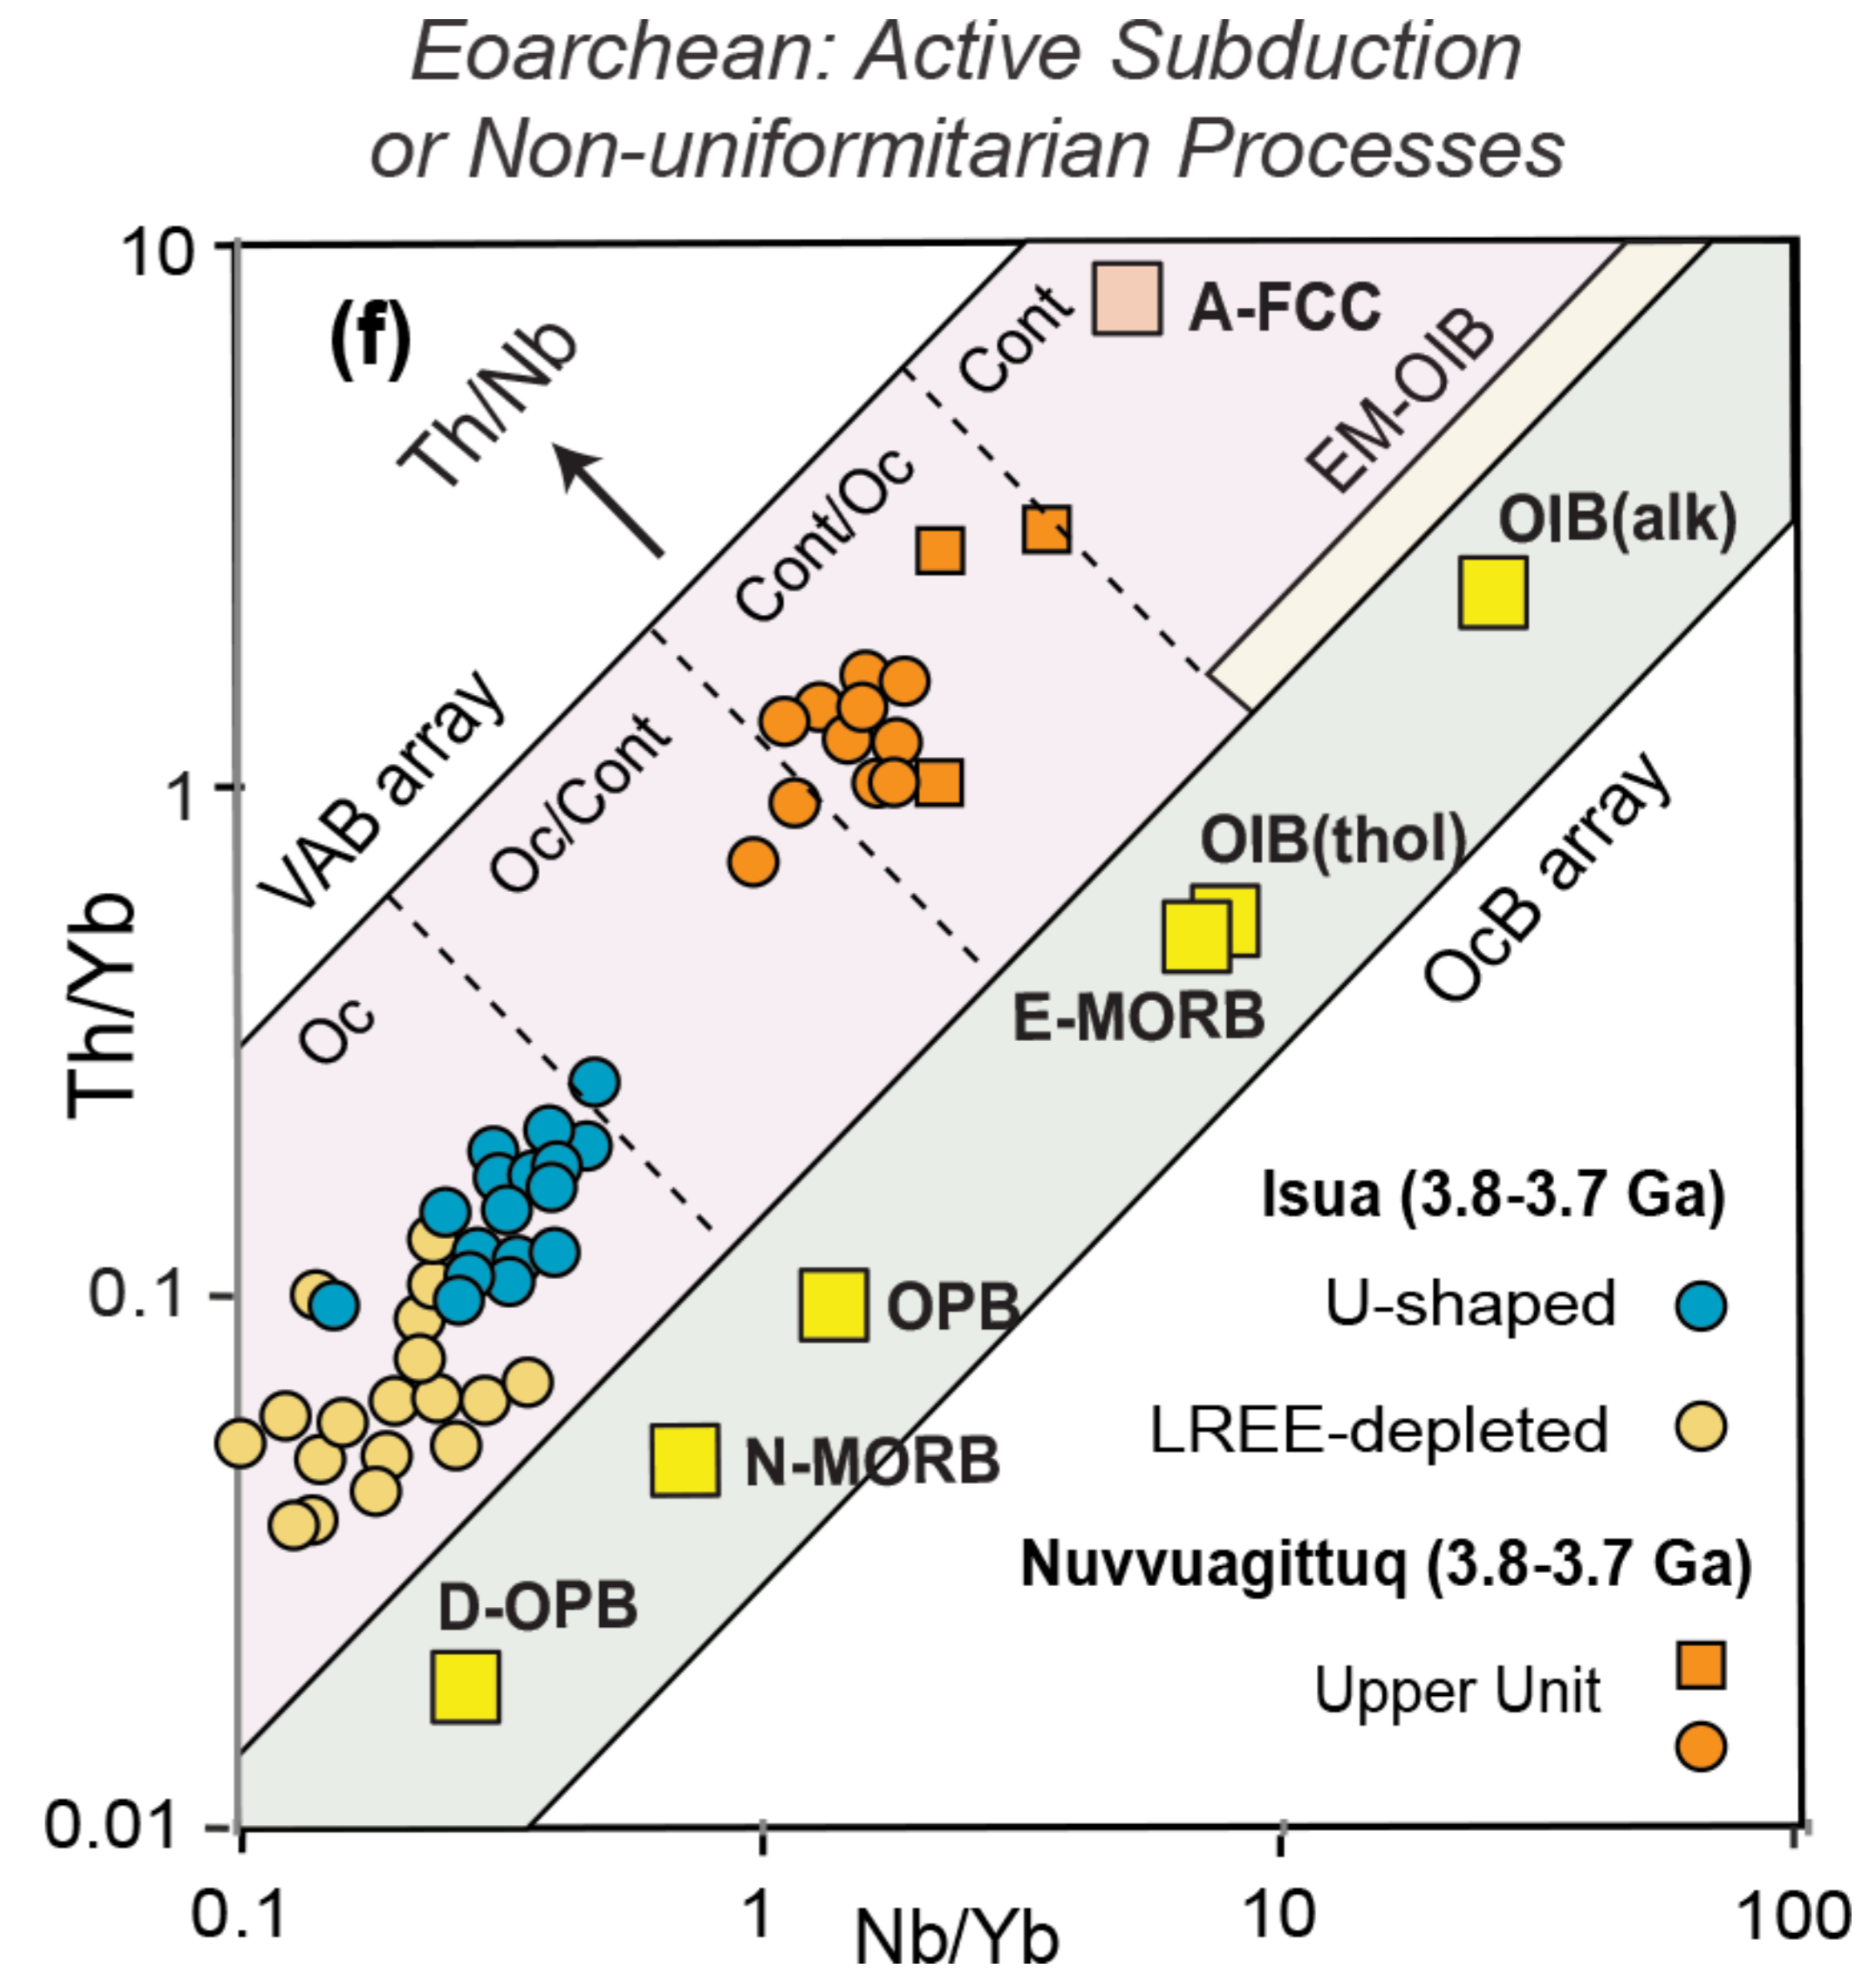 Eoarchean: Active Subduction
or Non-uniformitarian Processes
10
(f)
Th/Nb
Cont
A-FCC
EM-OIB
Cont/Oc
OIB(alk)
VAB array
Oc/Cont
1
OIB(thol)
OcB array
Th/Yb
Oc
E-MORB
Isua (3.8-3.7 Ga)
0.1
OPB
U-shaped
LREE-depleted
N-MORB
Nuvvuagittuq (3.8-3.7 Ga)
D-OPB
Upper Unit
0.01
0.1
1
Nb/Yb
10
100